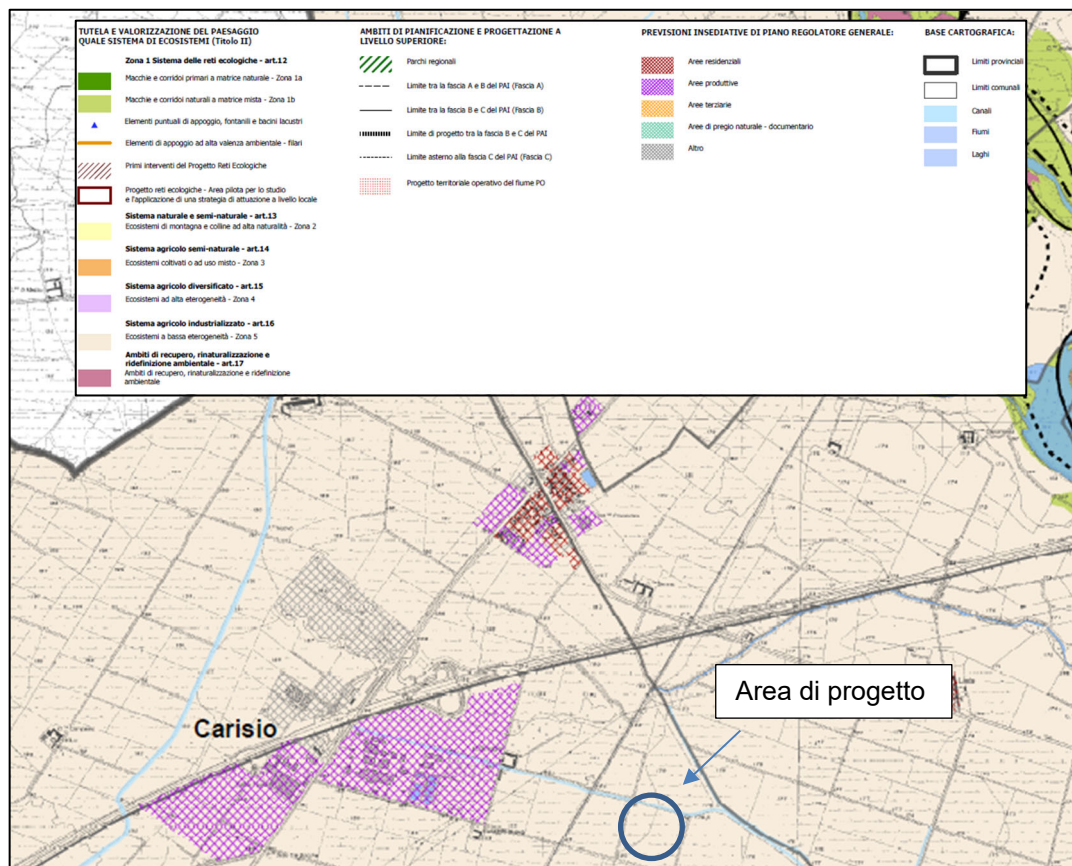 TUTELA E VALORIZZAZIONE DEL PAESAGGIO
QUALE SISTEMA DI ECOSISTEMI (Titolo II)
Zona 1 Sistema delle reti ecologiche - art.12
Macchie e corridoi primari a matrice naturale - Zona 1a
Macchie e corridoi naturali a matrice mista - Zona 1b
Elementi puntuali di appoggio, fontanili e bacini lacustri
Elementi di appoggio ad alta valenza ambientale - filari
Primi interventi del Progetto Reti Ecologiche
Progetto reti ecologiche - Area pilota per lo studio
e l'applicazione di una strategia di attuazione a livello locale
Sistema naturale e semi-naturale - art.13
Ecosistemi di montagna e colline ad alta naturalità - Zona 2
Sistema agricolo semi-naturale - art.14
Ecosistemi coltivati o ad uso misto - Zona 3
Sistema agricolo diversificato - art.15
Ecosistemi ad alta eterogeneità - Zona 4
Sistema agricolo industrializzato - art.16
Ecosistemi a bassa eterogeneità - Zona 5
Ambiti di recupero, rinaturalizzazione e
ridefinizione ambientale - art.17
Ambiti di recupero, rinaturalizzazione e ridefinizione
ambientale
AMBITI DI PIANIFICAZIONE E PROGETTAZIONE A
LIVELLO SUPERIORE:
Parchi regionali
Limite tra la fascia A e B del PAI (Fascia A)
Limite tra la fascia B e C del PAI (Fascia B)
Limite di progetto tra la fascia B e C del PAI
Limite asterno alla fascia C del PAI (Fascia C)
Progetto territoriale operativo del fiume PO
PREVISIONI INSEDIATIVE DI PIANO REGOLATORE GENERALE:
Aree residenziali
Aree produttive
Aree terziarie
Aree di pregio naturale - documentario
Altro
BASE CARTOGRAFICA:
Limiti provinciali
Limiti comunali
Canali
Fiumi
Laghi
Area di progetto
Carisio